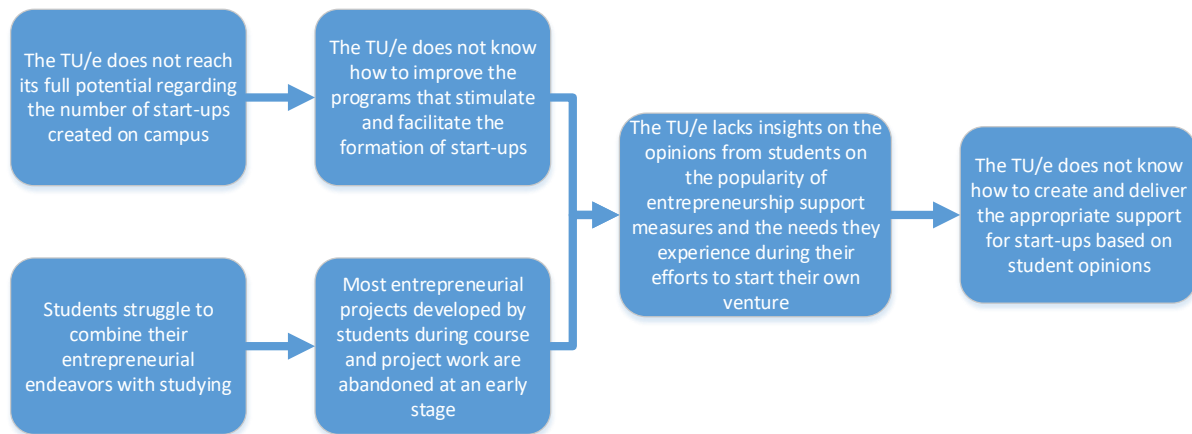 The TU/e does not reach
its full potential regarding
the number of start-ups
created on campus
The TU/e does not know
how to improve the
programs that stimulate
and facilitate the
formation of start-ups
Students struggle to
combine their
entrepreneurial
endeavors with studying
Most entrepreneurial
projects developed by
students during course
and project work are
abandoned at an early
stage
The TU/e lacks insights on the
opinions from students on
the popularity of
entrepreneurship support
measures and the needs they
experience during their
efforts to start their own
venture
The TU/e does not know
how to create and deliver
the appropriate support
for start-ups based on
student opinions